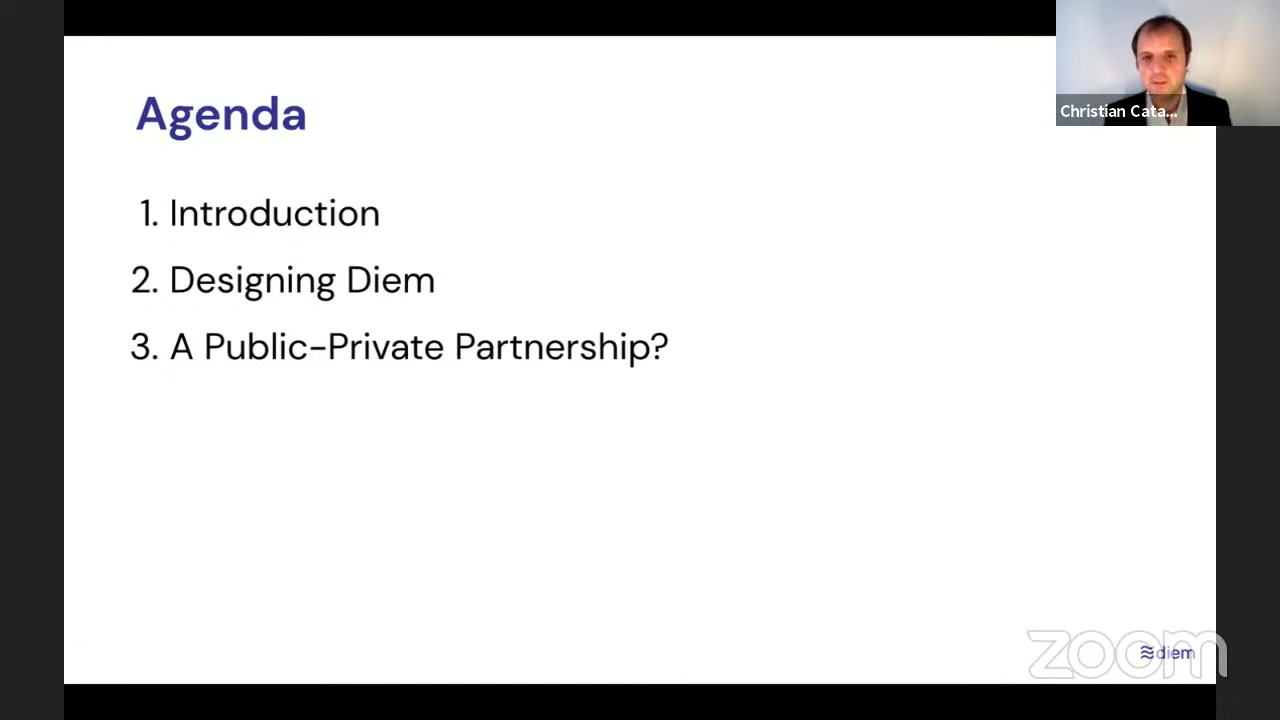 Agenda
Christian Cata...
1. Introduction
2. Designing Diem
3. A Public-Private Partnership?
zoom
diem